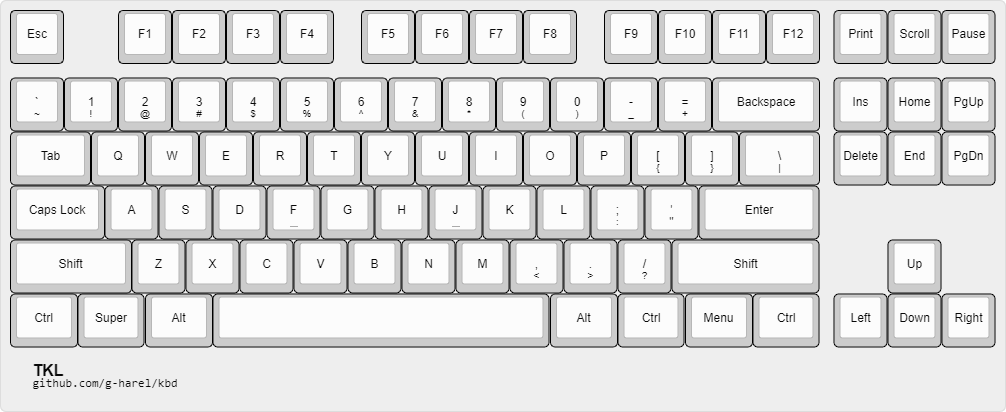 Esc F1 F2 F3 F4 F5 F6 F7 F8 F9 F10 F11 F12 Print Scroll Pause
` 1 2 3 4 5 6 7 8 9 0 - = Backspace Ins Home PgUp
~ ! @ # $ % ^ & * ( ) _ +
Tab Q W E R T Y U I O P [ ] \ Delete End PgDn
{ } |
Caps Lock A S D F G H J K L ; ' Enter
_ _ : "
Shift Z X C V B N M , . / Shift Up
< > ?
Ctrl Super Alt Alt Ctrl Menu Ctrl Left Down Right
TKL
github.com/g-harel/kbd